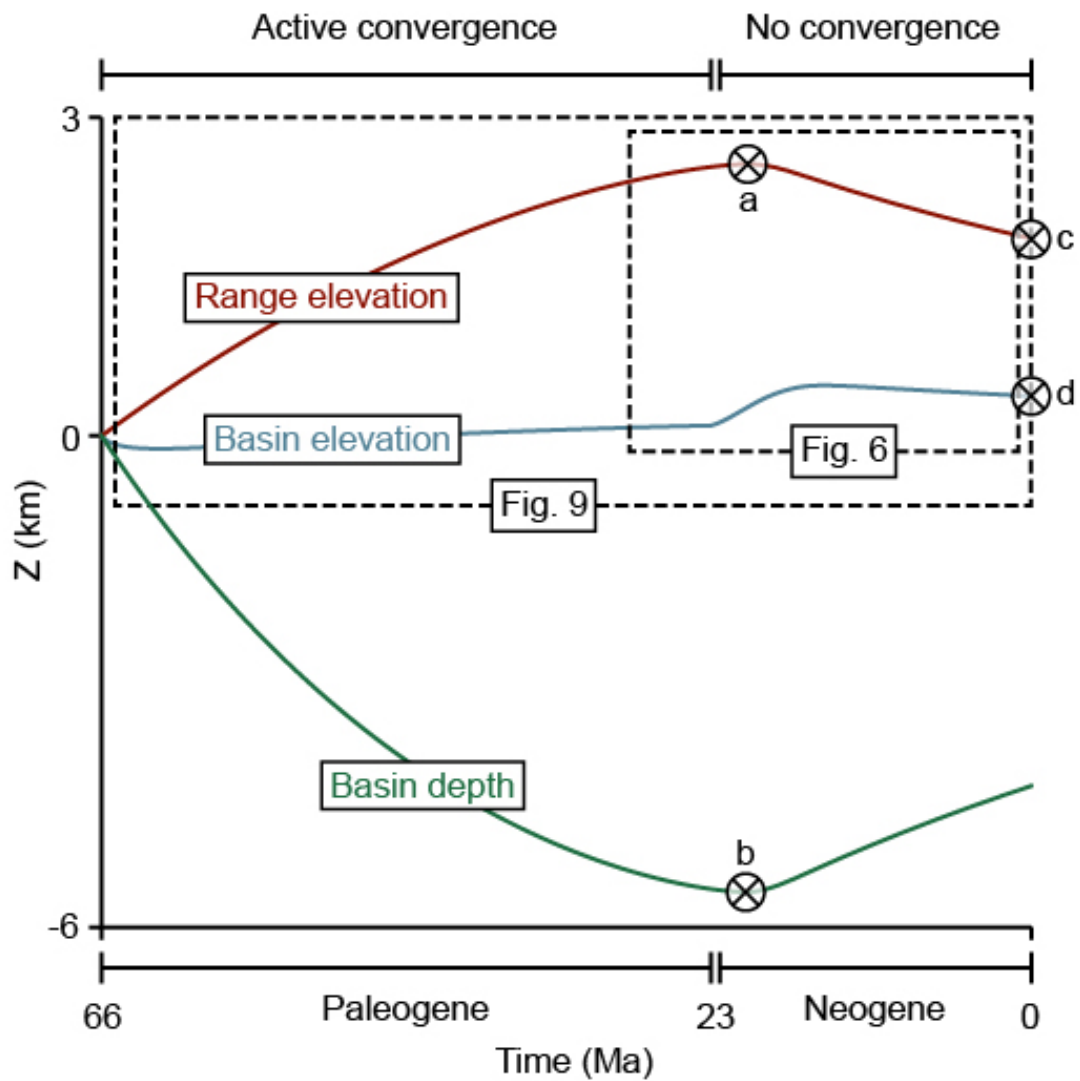 Active convergence
No convergence
3
a
c
Range elevation
d
0
Basin elevation
Fig. 6
Fig. 9
Z (km)
Basin depth
b
-6
66
Paleogene
23
Neogene
0
Time (Ma)